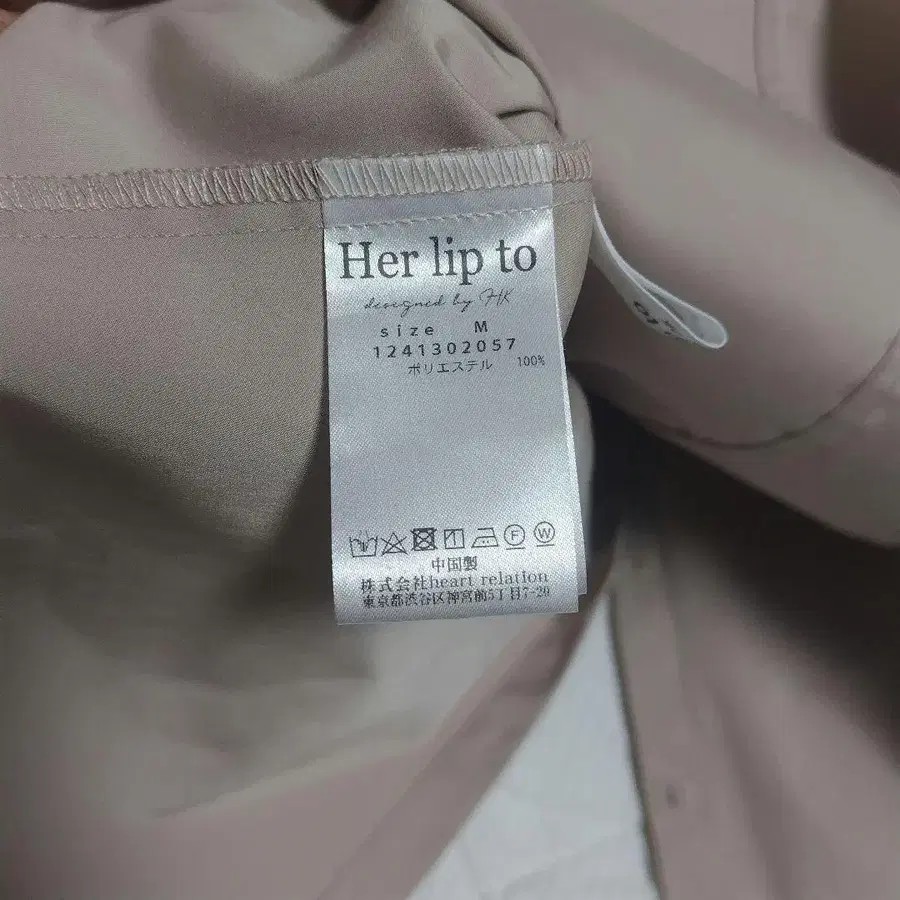 Her lip to
designed by HK
size M
1241302057
ポリエステル 100%
F W
中国製
株式会社heart relation
東京都渋谷区神宮前5丁目7-20